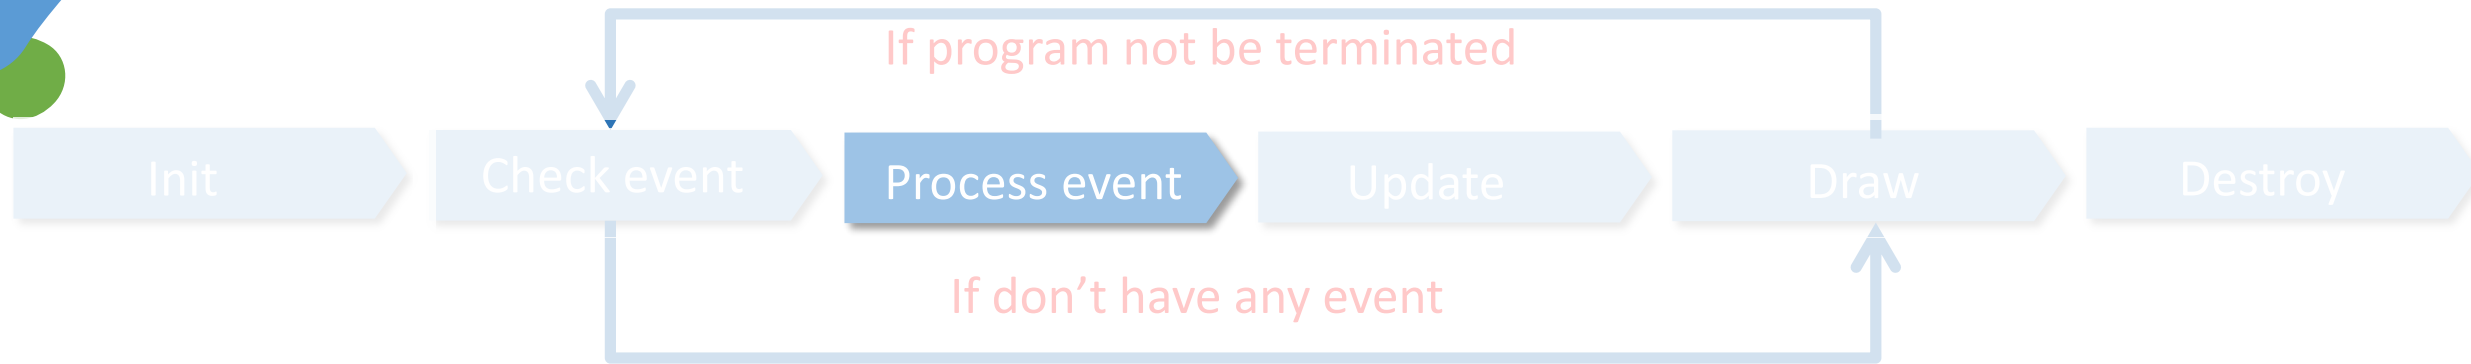 If program not be terminated
Init
Check event
Process event
Update
Draw
Destroy
If don’t have any event